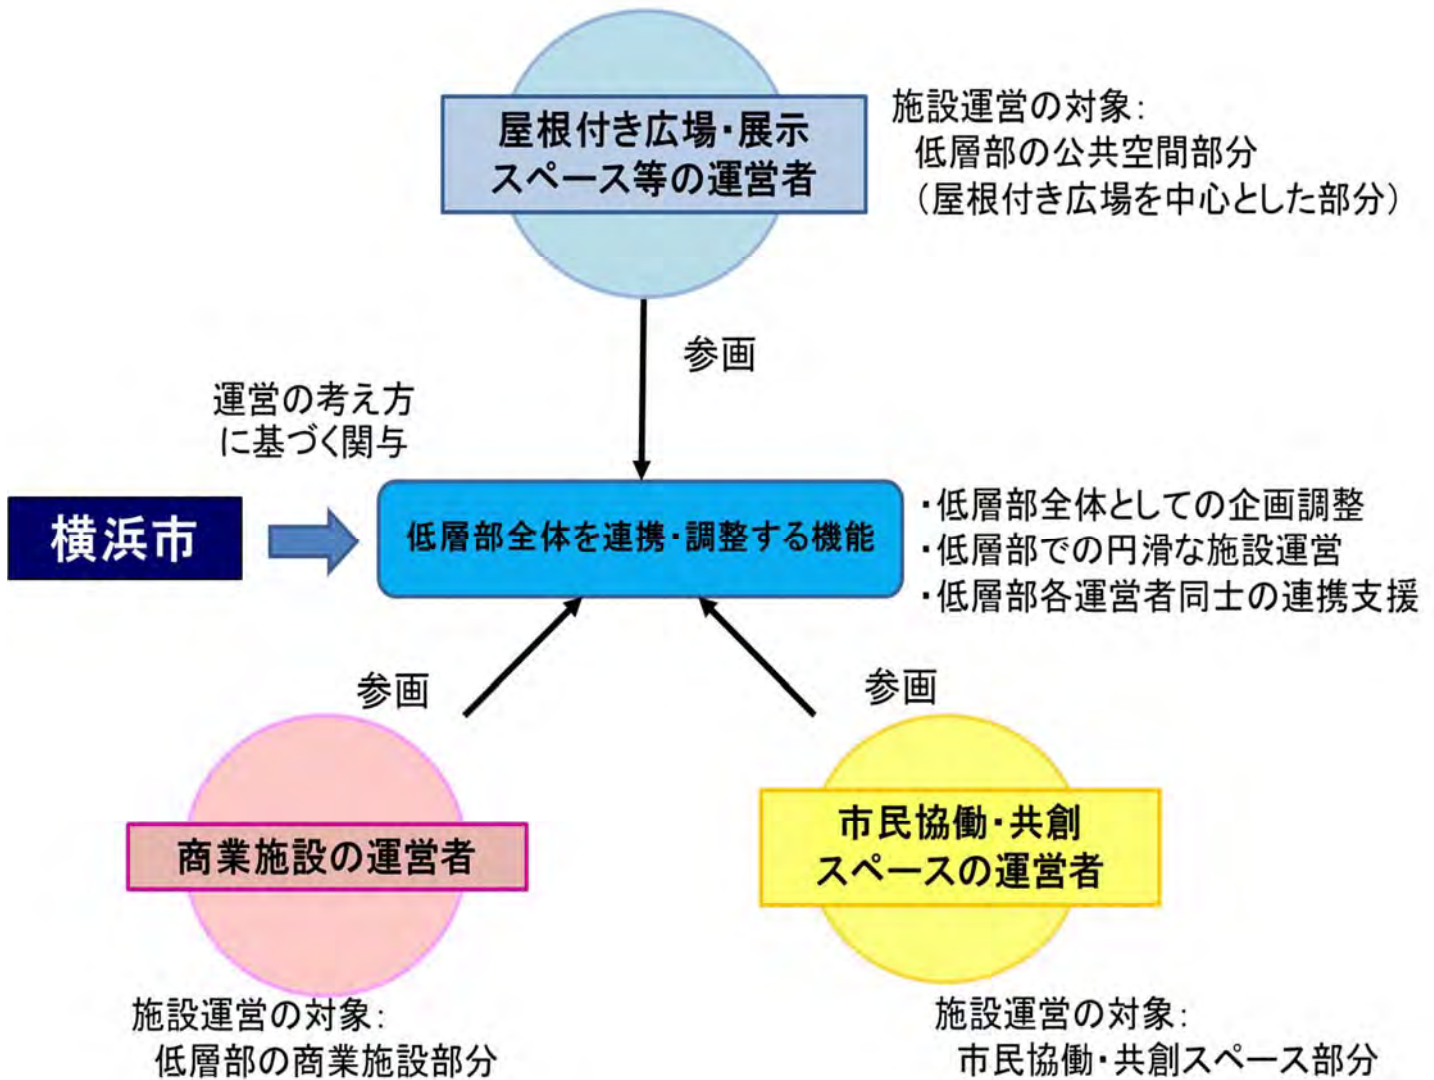 屋根付き広場・展示
スペース等の運営者
施設運営の対象:
低層部の公共空間部分
(屋根付き広場を中心とした部分)
参画
運営の考え方
に基づく関与
横浜市
低層部全体を連携・調整する機能
・低層部全体としての企画調整
・低層部での円滑な施設運営
・低層部各運営者同士の連携支援
参画
参画
商業施設の運営者
市民協働・共創
スペースの運営者
施設運営の対象:
低層部の商業施設部分
施設運営の対象:
市民協働・共創スペース部分